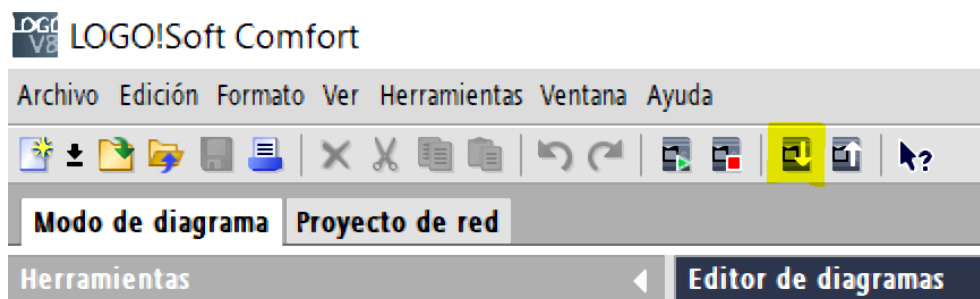 LOGO!Soft Comfort
Archivo Edición Formato Ver Herramientas Ventana Ayuda
Modo de diagrama Proyecto de red
Herramientas Editor de diagramas